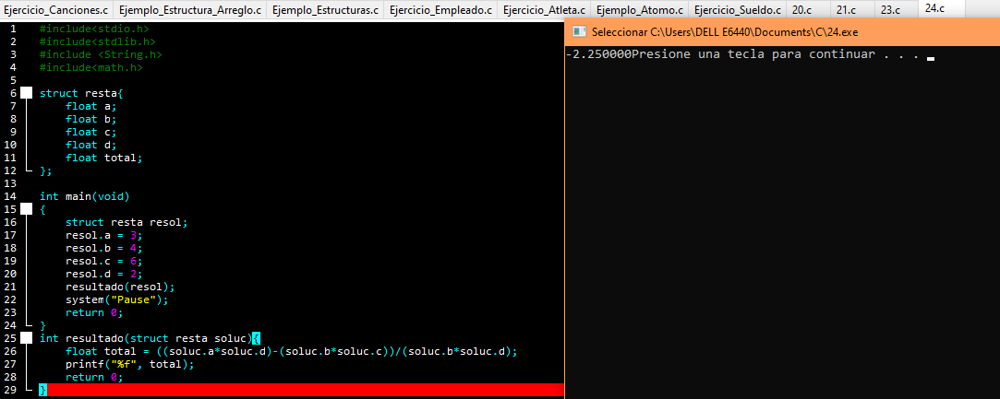 Ejercicio_Canciones.c Ejemplo_Estructura_Arreglo.c Ejemplo_Estructuras.c Ejercicio_Empleado.c Ejercicio_Atleta.c Ejemplo_Atomo.c Ejercicio_Sueldo.c 20.c 21.c 23.c 24.c
Seleccionar C:\Users\DELL E6440\Documents\C\24.exe
-2.250000Presione una tecla para continuar . . .
1 #include<stdio.h>
2 #include<stdlib.h>
3 #include <String.h>
4 #include<math.h>
5
6 struct resta{
7 float a;
8 float b;
9 float c;
10 float d;
11 float total;
12 };
13
14 int main(void)
15 {
16 struct resta resol;
17 resol.a = 3;
18 resol.b = 4;
19 resol.c = 6;
20 resol.d = 2;
21 resultado(resol);
22 system("Pause");
23 return 0;
24 }
25 int resultado(struct resta soluc){
26 float total = ((soluc.a*soluc.d)-(soluc.b*soluc.c))/(soluc.b*soluc.d);
27 printf("%f", total);
28 return 0;
29 }